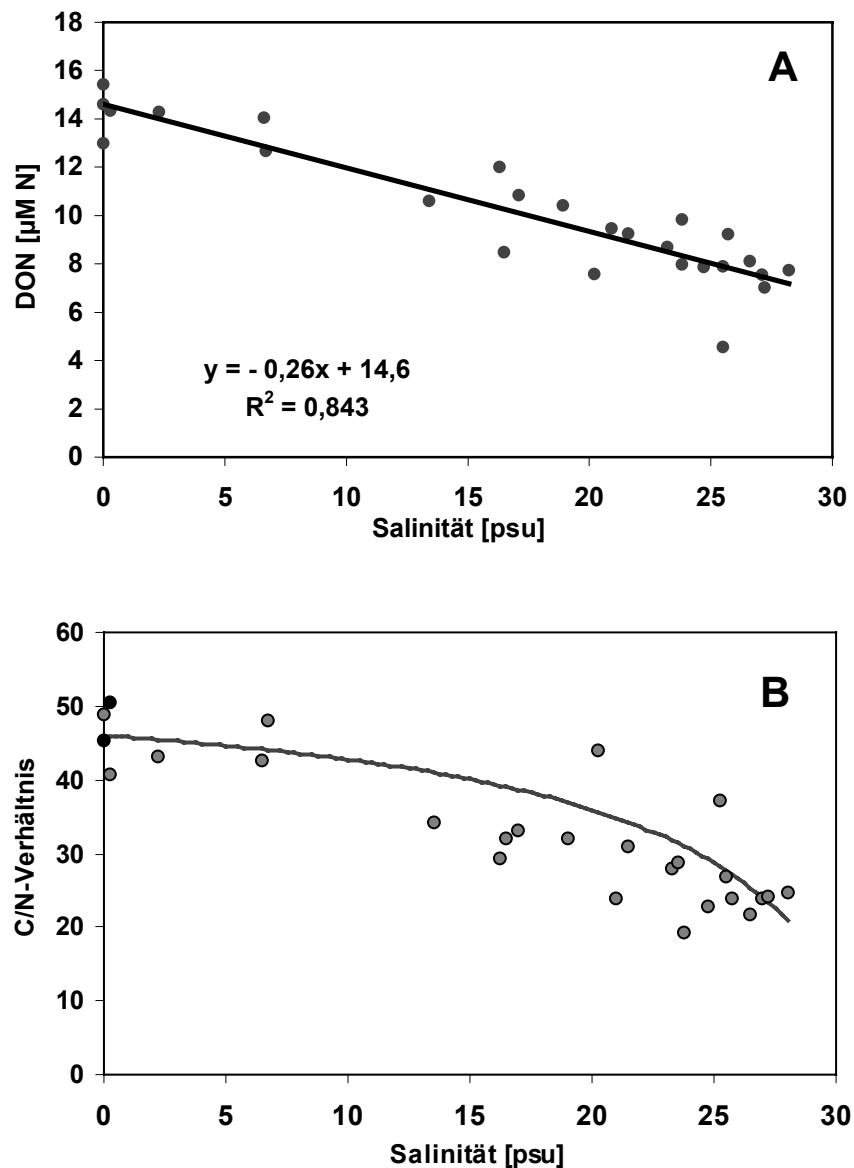 A
18
16
14
12
10
8
6
4
2
0
DON [µM N]
y = - 0,26x + 14,6
R² = 0,843
0 5 10 15 20 25 30
Salinität [psu]
B
60
50
40
30
20
10
0
C/N-Verhältnis
0 5 10 15 20 25 30
Salinität [psu]